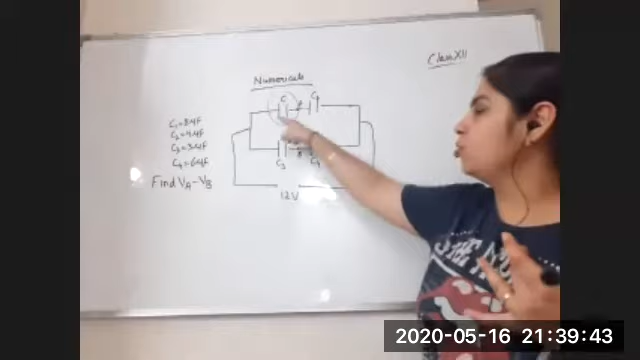 Class XII
Numericals
C₁ A C₂
C₁=8μF
C₂=4μF
C₃=3μF
C₄=6μF
C₃ B C₄
Find VA-VB
12V
2020-05-16 21:39:43